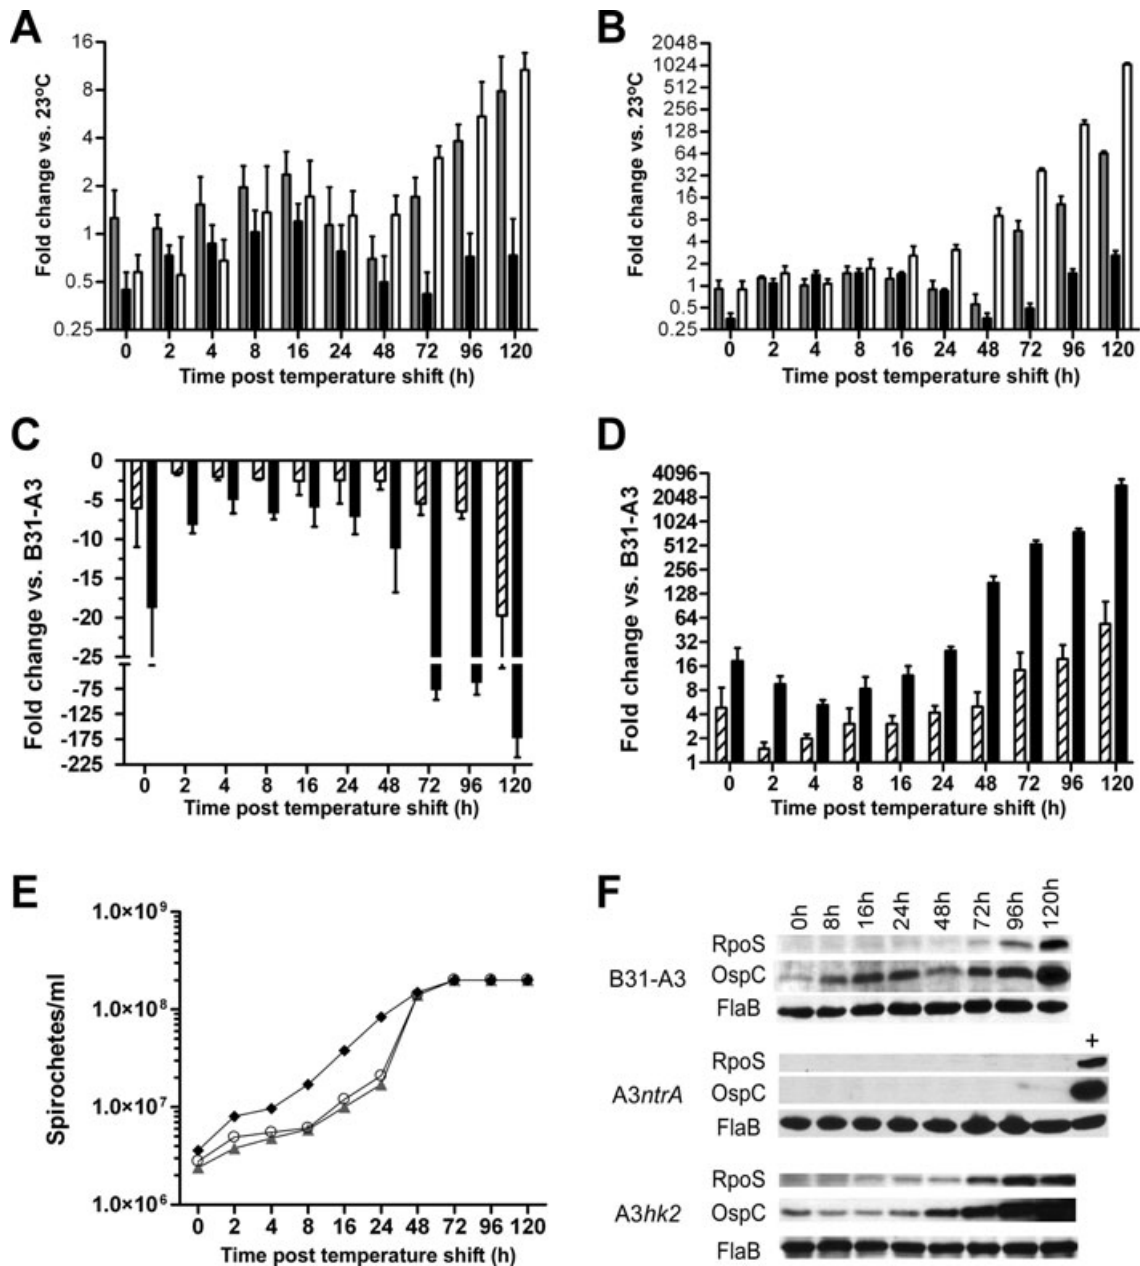 A
Fold change vs. 23ºC
16
8
4
2
1
0.5
0.25
0 2 4 8 16 24 48 72 96 120
Time post temperature shift (h)
B
Fold change vs. 23ºC
2048
1024
512
256
128
64
32
16
8
4
2
1
0.5
0.25
0 2 4 8 16 24 48 72 96 120
Time post temperature shift (h)
C
Fold change vs. B31-A3
0
-5
-10
-15
-20
-25
-75
-125
-175
-225
0 2 4 8 16 24 48 72 96 120
Time post temperature shift (h)
D
Fold change vs. B31-A3
4096
2048
1024
512
256
128
64
32
16
8
4
2
1
0 2 4 8 16 24 48 72 96 120
Time post temperature shift (h)
E
Spirochetes/ml
1.0×10⁹
1.0×10⁸
1.0×10⁷
1.0×10⁶
0 2 4 8 16 24 48 72 96 120
Time post temperature shift (h)
F
0h 8h 16h 24h 48h 72h 96h 120h
B31-A3
RpoS
OspC
FlaB
+
A3ntrA
RpoS
OspC
FlaB
A3hk2
RpoS
OspC
FlaB